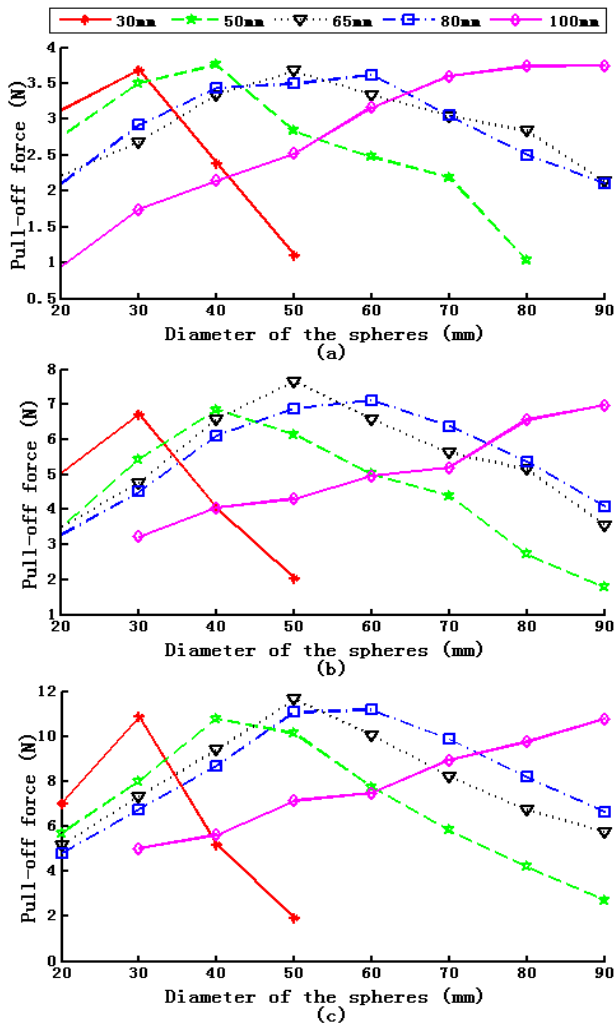 30mm 50mm 65mm 80mm 100mm
4
3.5
3
2.5
2
1.5
1
0.5
Pull-off force (N)
20 30 40 50 60 70 80 90
Diameter of the spheres (mm)
(a)
8
7
6
5
4
3
2
1
Pull-off force (N)
20 30 40 50 60 70 80 90
Diameter of the spheres (mm)
(b)
12
10
8
6
4
2
0
Pull-off force (N)
20 30 40 50 60 70 80 90
Diameter of the spheres (mm)
(c)